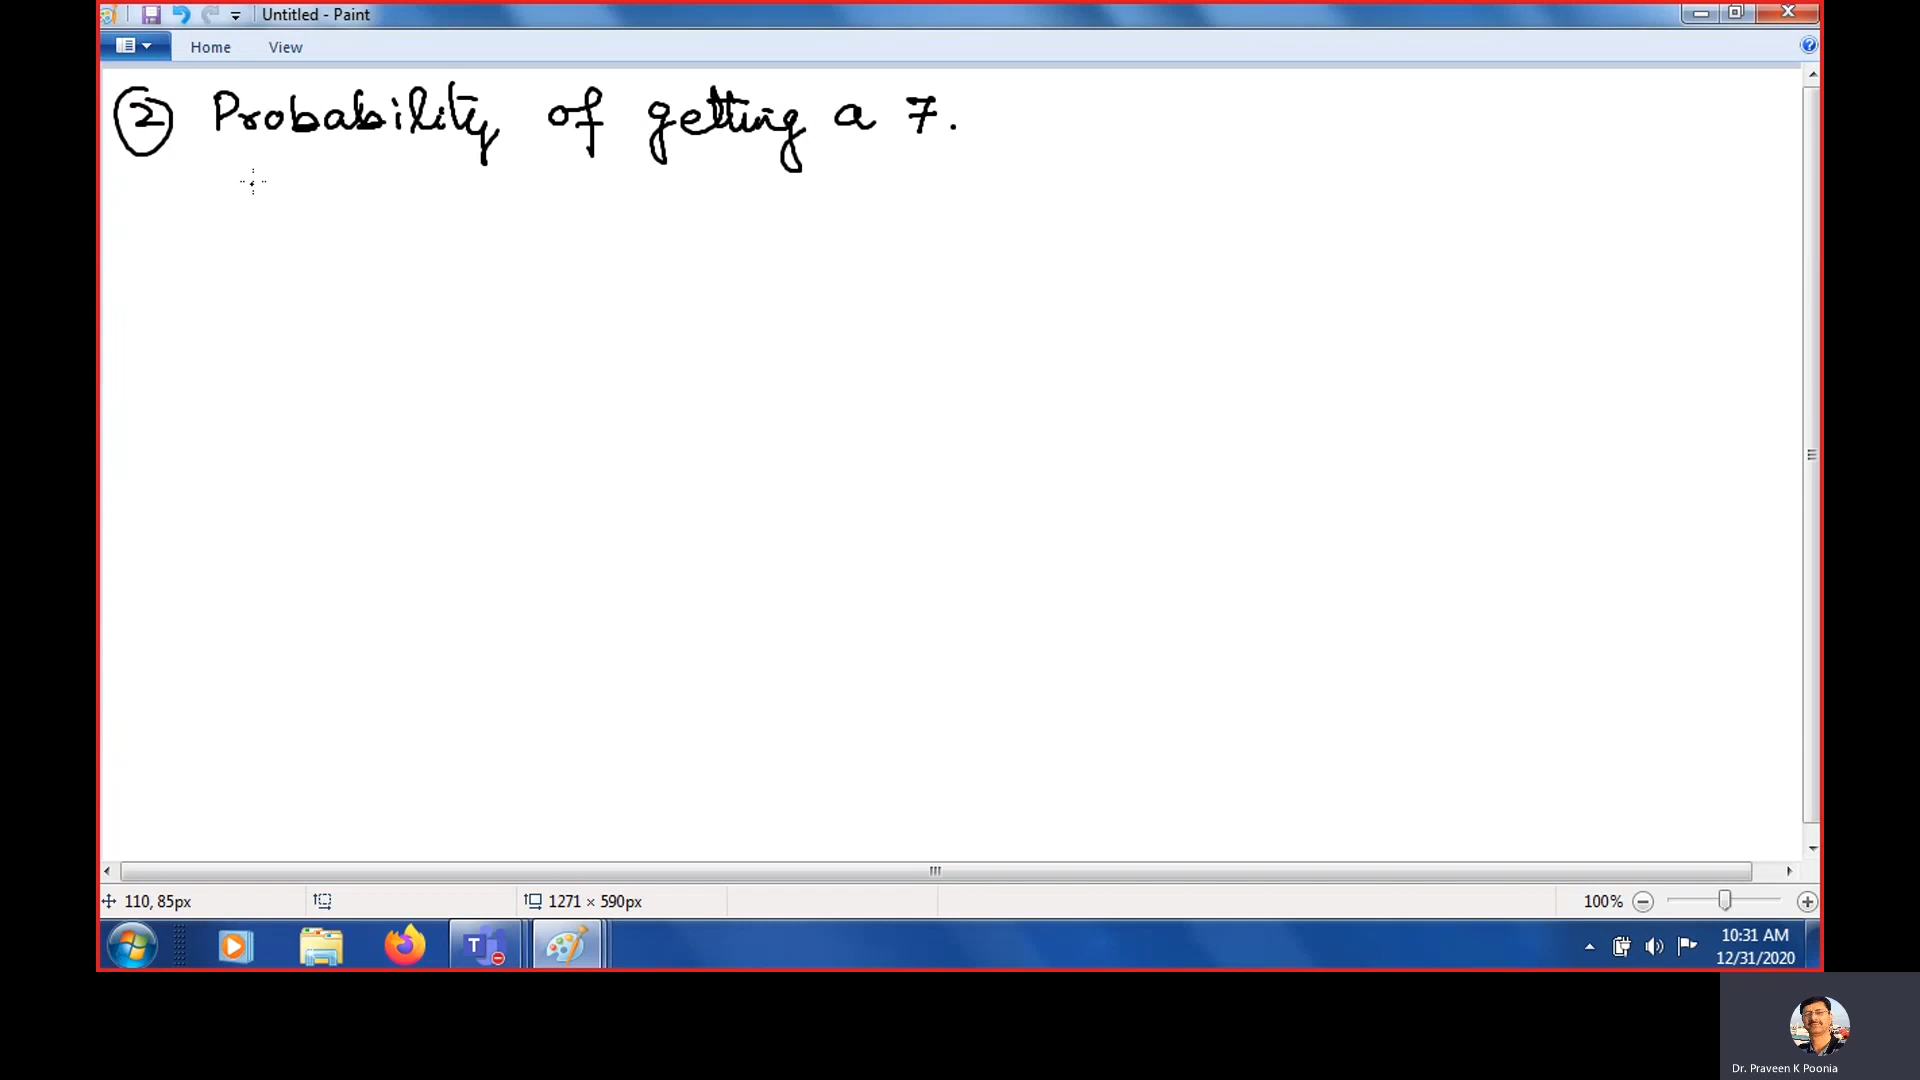 Untitled - Paint
Home View
② Probability of getting a 7.
110, 85px 1271 × 590px 100%
T
10:31 AM
12/31/2020
Dr. Praveen K Poonia